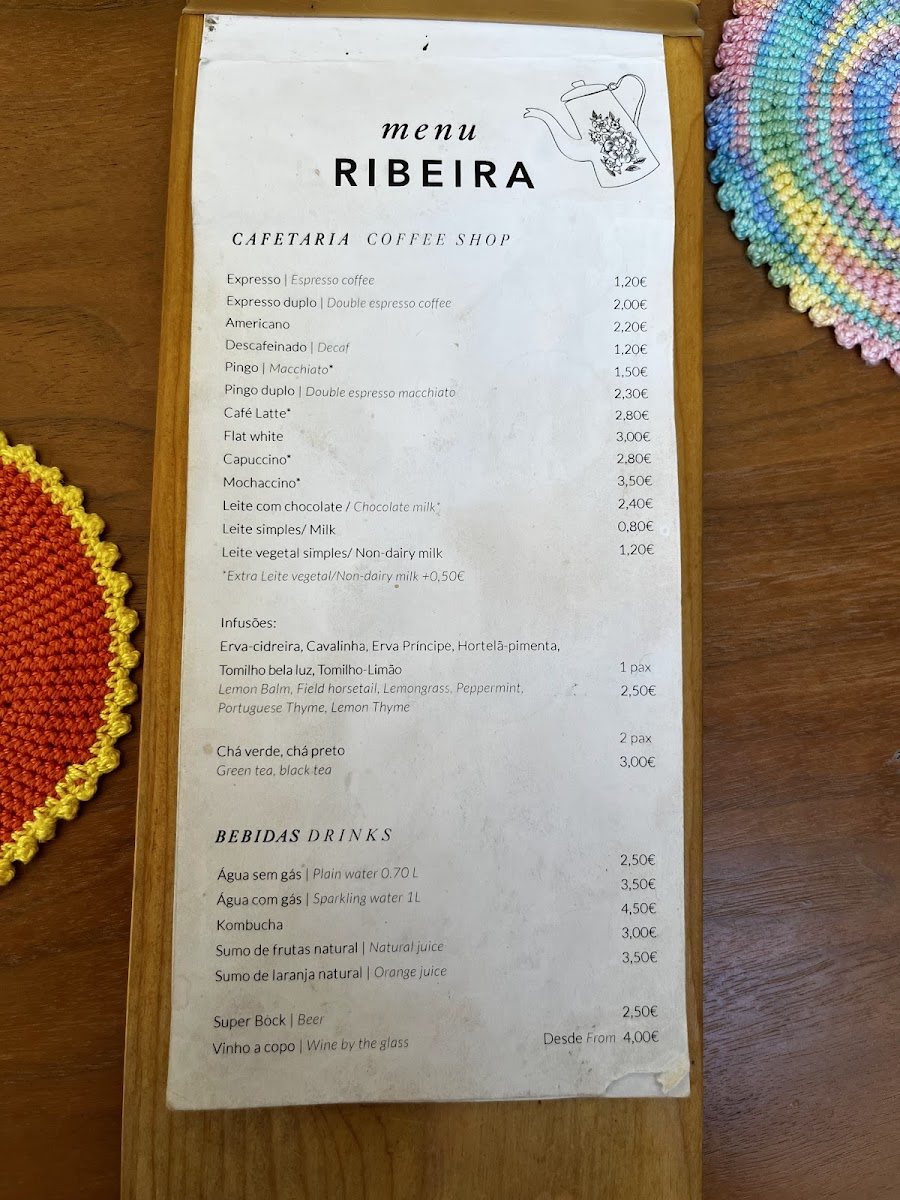 menu
RIBEIRA
CAFETARIA COFFEE SHOP
Expresso | Espresso coffee 1,20€
Expresso duplo | Double espresso coffee 2,00€
Americano 2,20€
Descafeinado | Decaf 1,20€
Pingo | Macchiato* 1,50€
Pingo duplo | Double espresso macchiato 2,30€
Café Latte* 2,80€
Flat white 3,00€
Capuccino* 2,80€
Mochaccino* 3,50€
Leite com chocolate / Chocolate milk* 2,40€
Leite simples/ Milk 0,80€
Leite vegetal simples/ Non-dairy milk 1,20€
*Extra Leite vegetal/Non-dairy milk +0,50€
Infusões:
Erva-cidreira, Cavalinha, Erva Príncipe, Hortelã-pimenta,
Tomilho bela luz, Tomilho-Limão 1 pax
Lemon Balm, Field horsetail, Lemongrass, Peppermint, 2,50€
Portuguese Thyme, Lemon Thyme
2 pax
Chá verde, chá preto 3,00€
Green tea, black tea
BEBIDAS DRINKS
Água sem gás | Plain water 0.70 L 2,50€
Água com gás | Sparkling water 1L 3,50€
Kombucha 4,50€
Sumo de frutas natural | Natural juice 3,00€
Sumo de laranja natural | Orange juice 3,50€
Super Bock | Beer 2,50€
Vinho a copo | Wine by the glass Desde From 4,00€